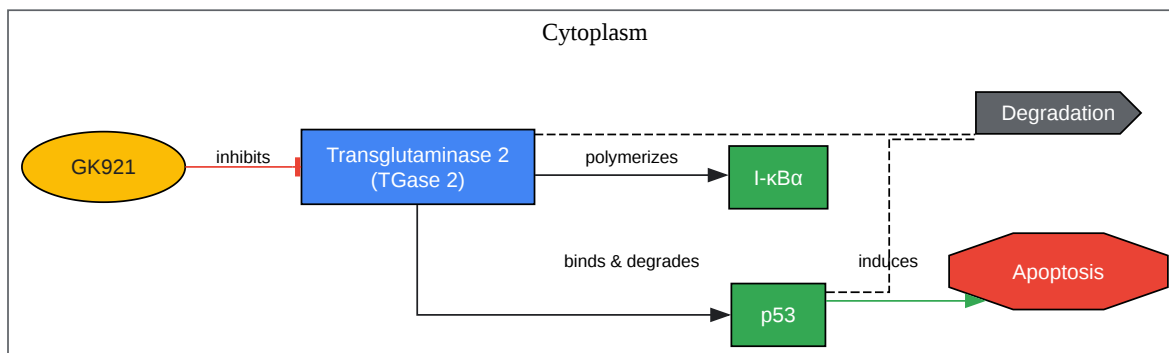 Cytoplasm
Degradation
GK921
inhibits
Transglutaminase 2
(TGase 2)
polymerizes
I-κBα
binds & degrades
induces
Apoptosis
p53